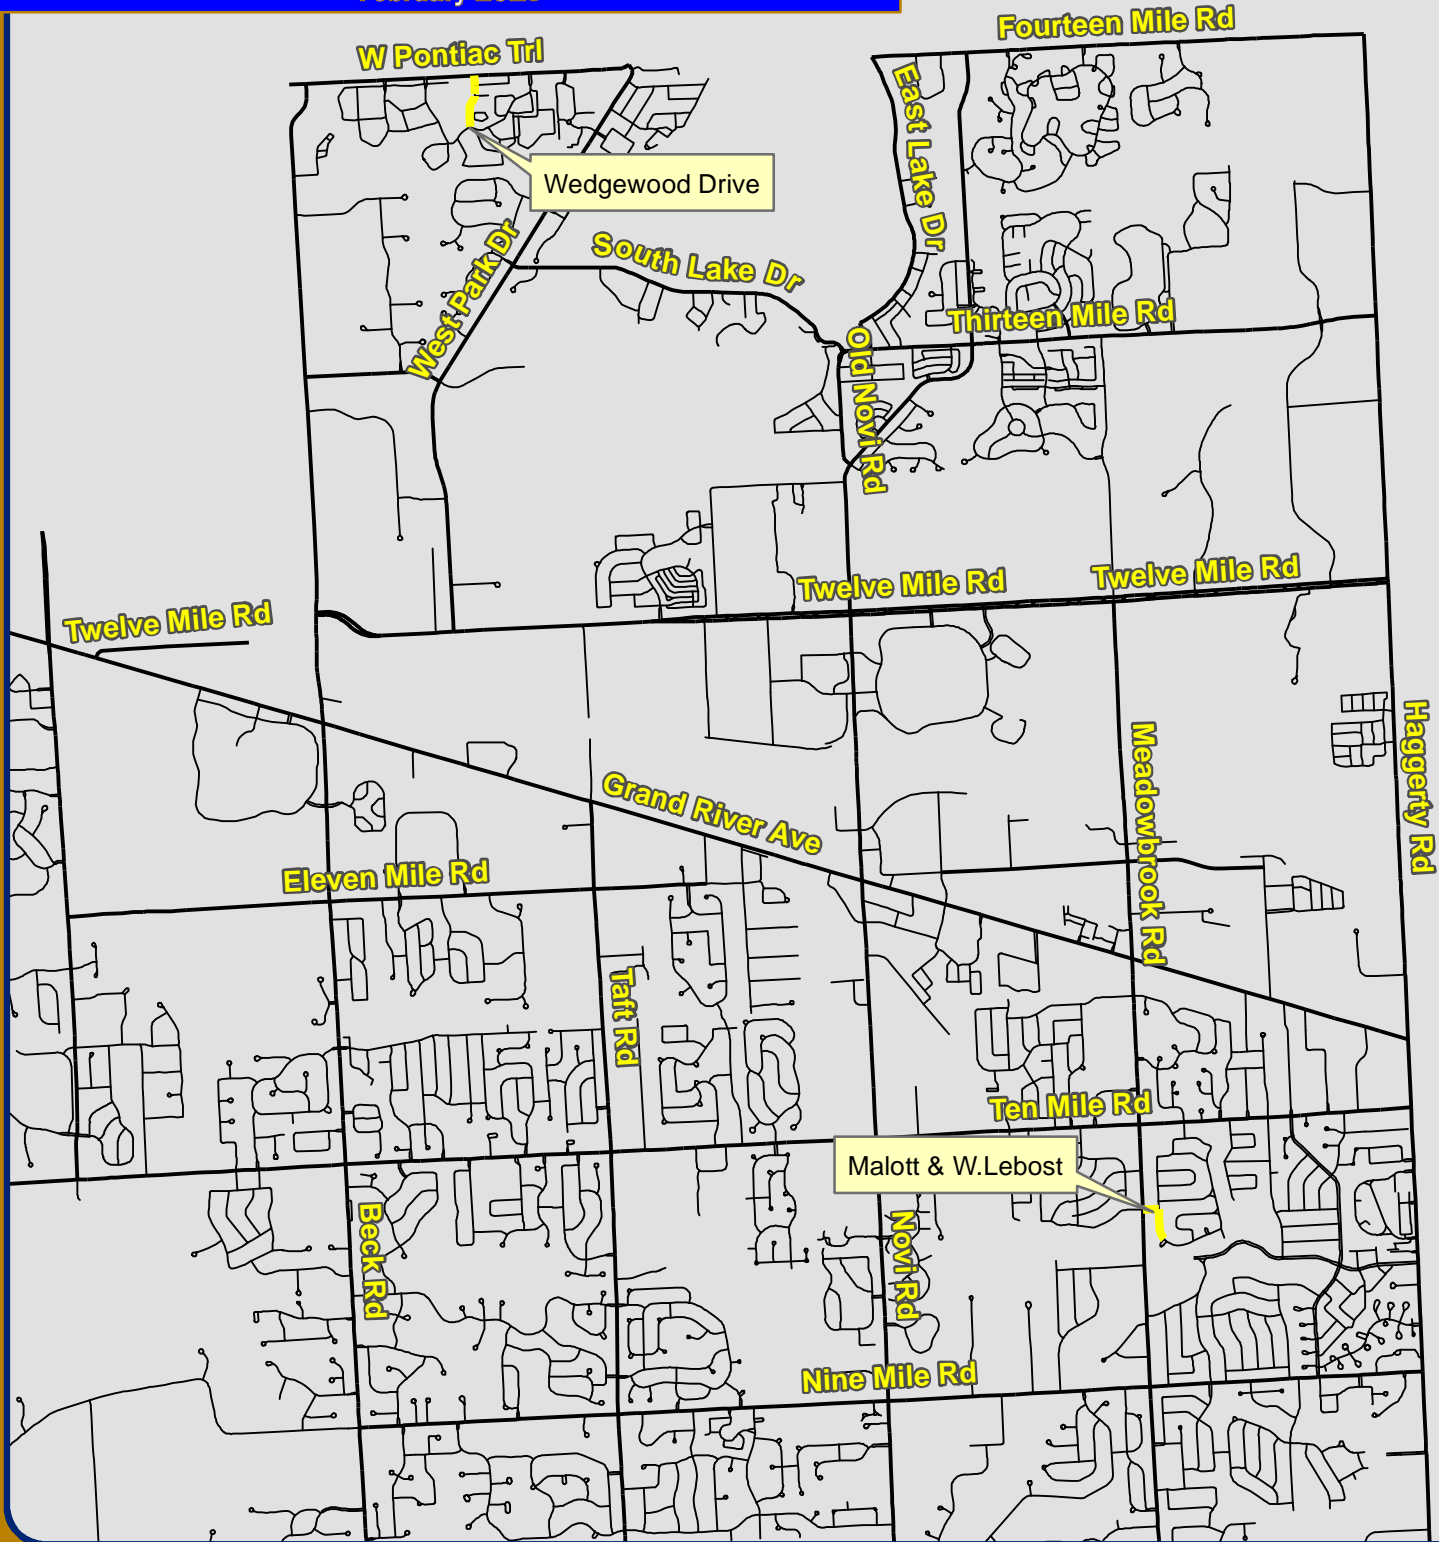 Fourteen Mile Rd
W Pontiac Trl
East Lake Dr
Wedgewood Drive
West Park Dr
South Lake Dr
Thirteen Mile Rd
Old Novi Rd
Twelve Mile Rd
Twelve Mile Rd
Twelve Mile Rd
Haggerty Rd
Meadowbrook Rd
Grand River Ave
Eleven Mile Rd
Taft Rd
Ten Mile Rd
Malott & W.Lebost
Beck Rd
Novi Rd
Nine Mile Rd